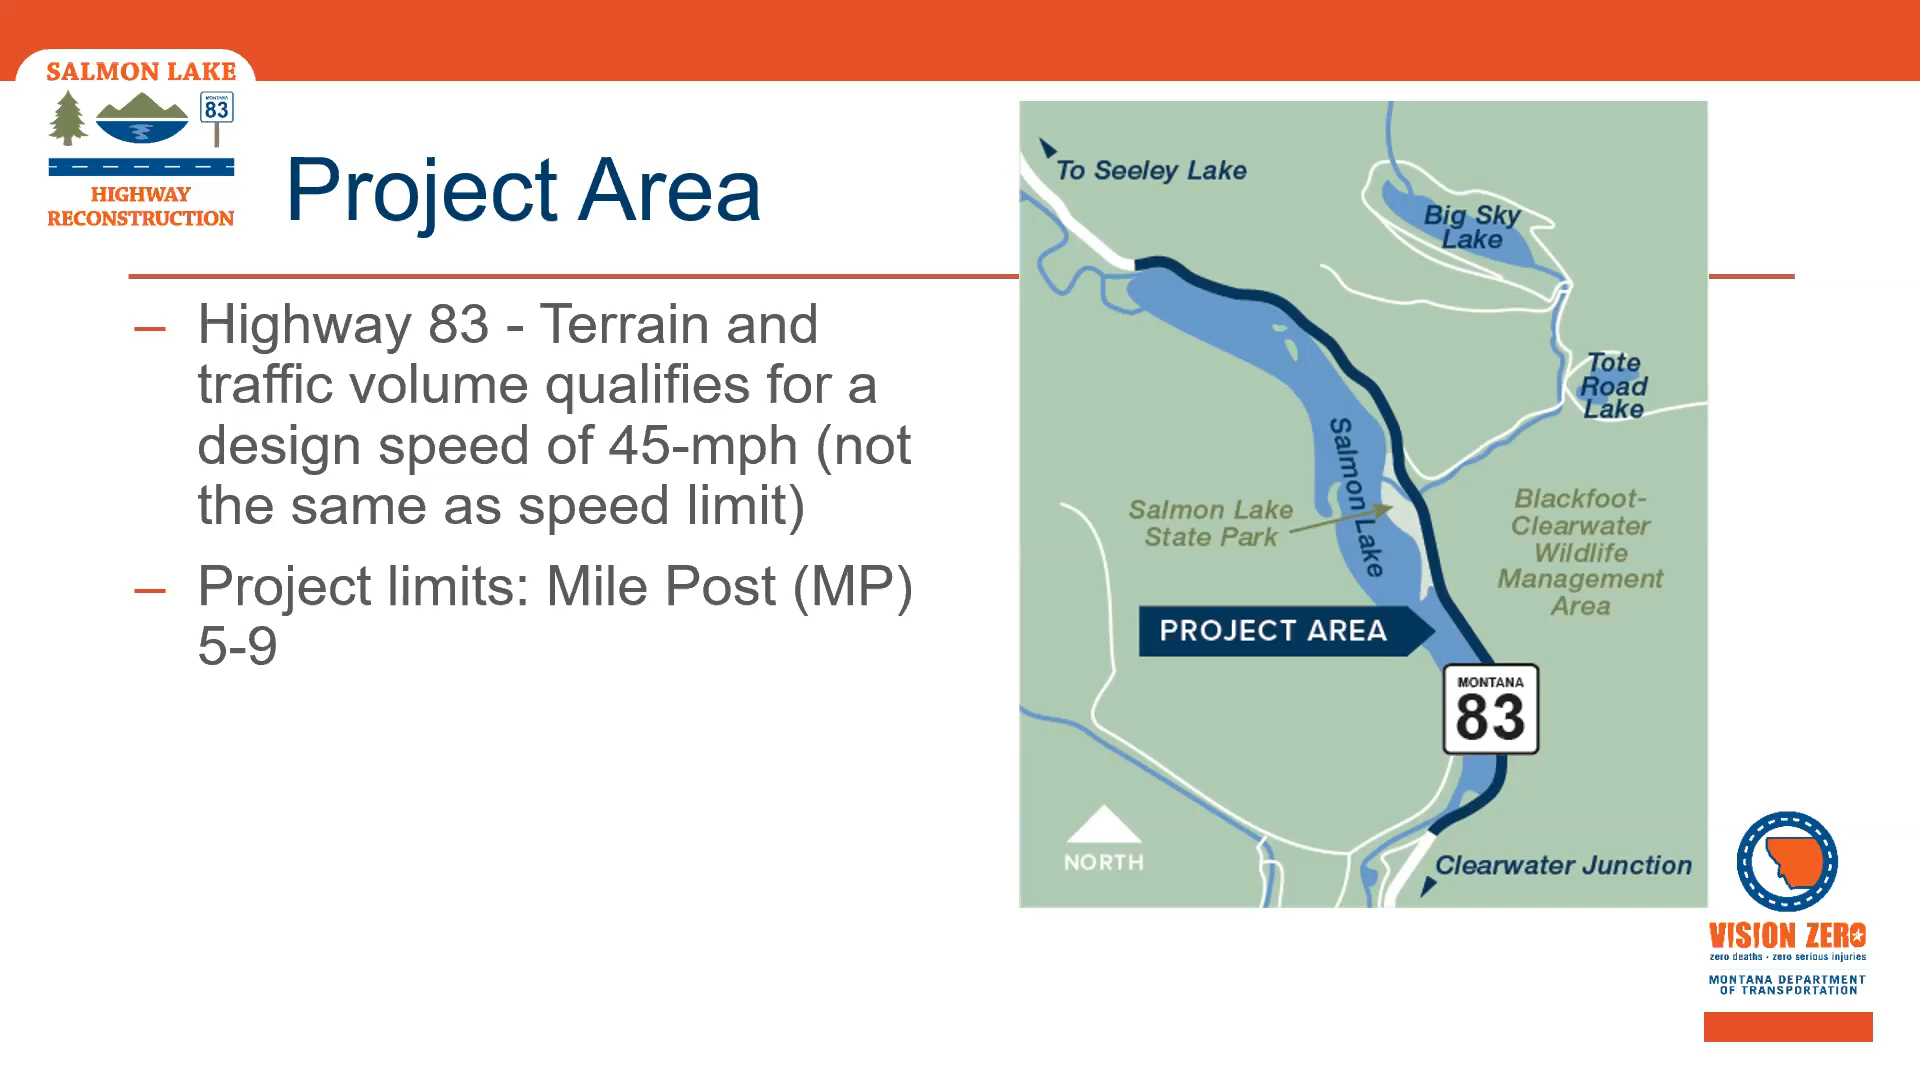 SALMON LAKE
MONTANA
83
HIGHWAY
RECONSTRUCTION
Project Area
– Highway 83 - Terrain and
traffic volume qualifies for a
design speed of 45-mph (not
the same as speed limit)
– Project limits: Mile Post (MP)
5-9
To Seeley Lake
Big Sky
Lake
Tote
Road
Lake
Salmon Lake
Salmon Lake
State Park
Blackfoot-
Clearwater
Wildlife
Management
Area
PROJECT AREA
MONTANA
83
NORTH
Clearwater Junction
VISION ZERO
zero deaths · zero serious injuries
MONTANA DEPARTMENT
OF TRANSPORTATION